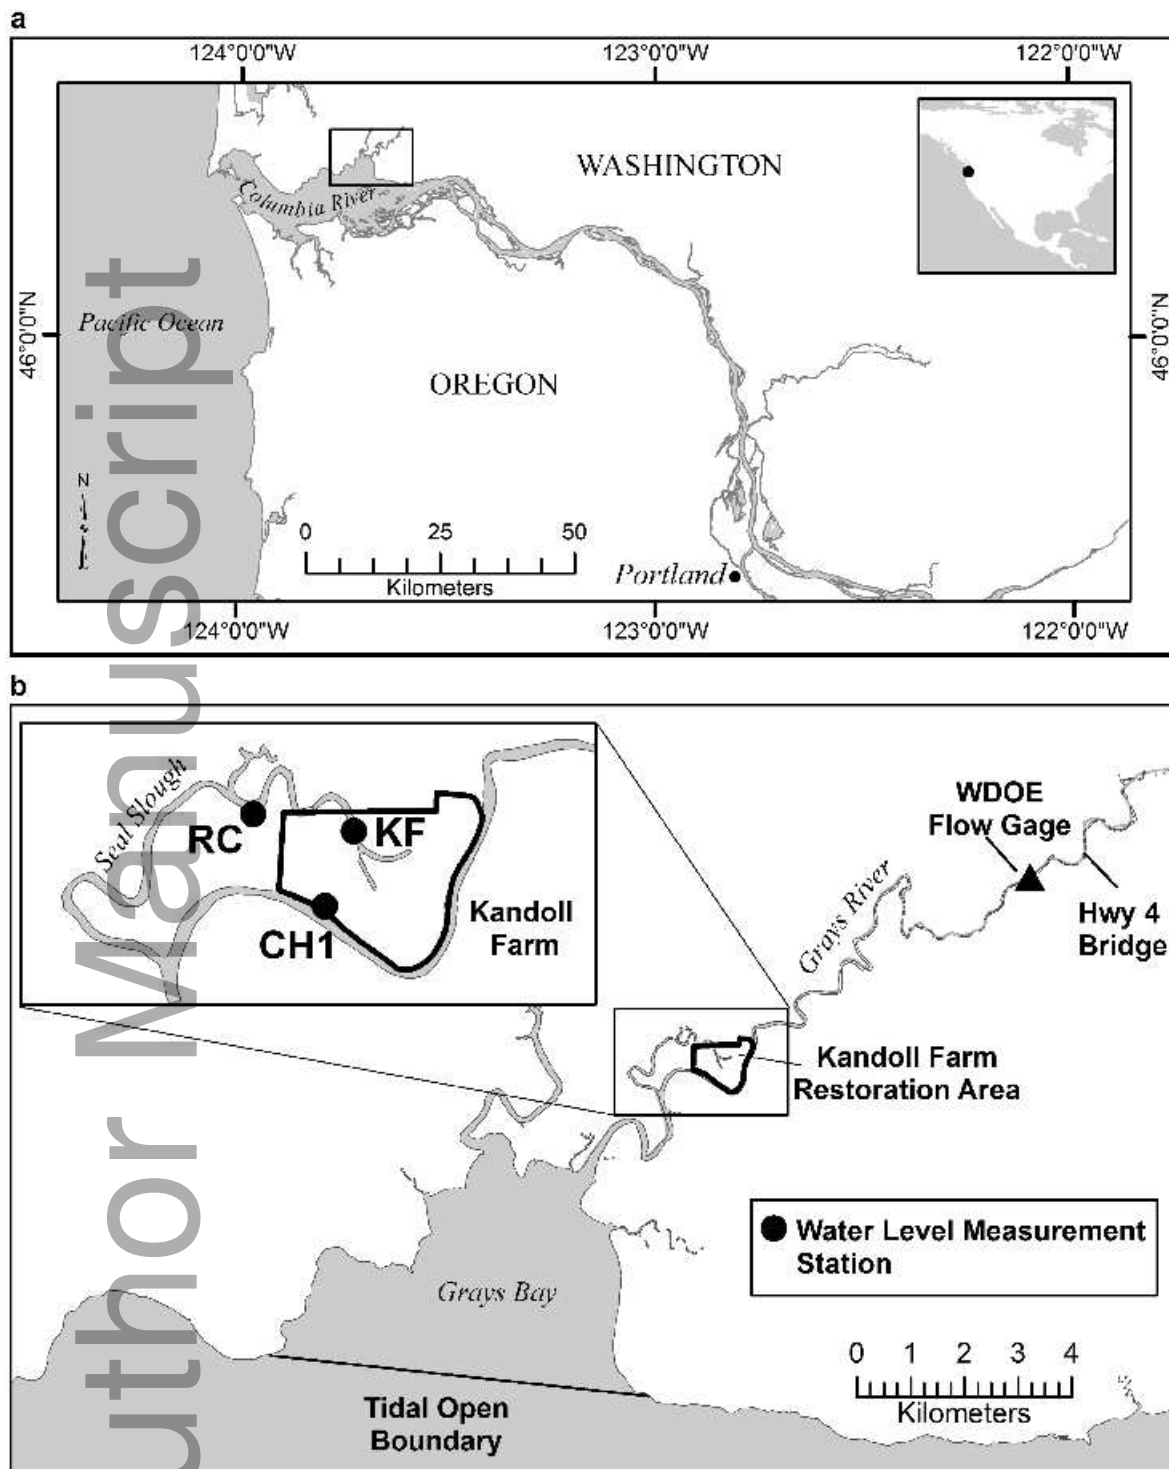 a
124°0'0"W
123°0'0"W
122°0'0"W
WASHINGTON
Columbia River
46°0'0"N
46°0'0"N
Pacific Ocean
OREGON
N
0 25 50
Kilometers
Portland
124°0'0"W
123°0'0"W
122°0'0"W
b
Seal Slough
RC
KF
CH1
Kandoll
Farm
WDOE
Flow Gage
Grays River
Hwy 4
Bridge
Kandoll Farm
Restoration Area
Water Level Measurement
Station
Grays Bay
0 1 2 3 4
Kilometers
Tidal Open
Boundary
uthor Manuscript